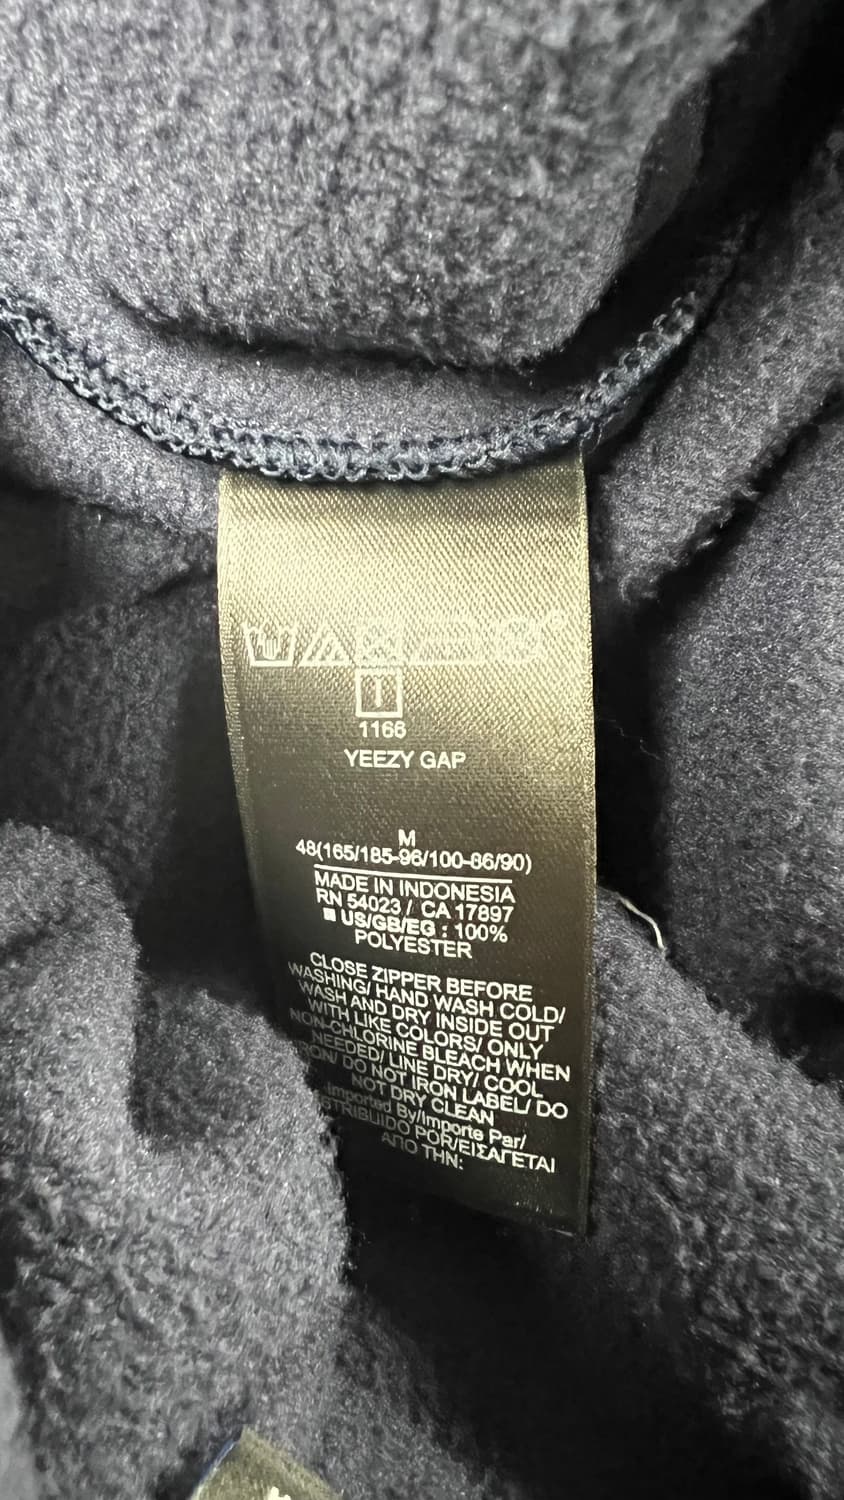 1168
YEEZY GAP
M
48(165/185-96/100-86/90)
MADE IN INDONESIA
RN 54023 / CA 17897
US/GB/EG : 100%
POLYESTER
CLOSE ZIPPER BEFORE
WASHING/ HAND WASH COLD/
WASH AND DRY INSIDE OUT
WITH LIKE COLORS/ ONLY
NON-CHLORINE BLEACH WHEN
NEEDED/ LINE DRY/ COOL
IRON/ DO NOT IRON LABEL/ DO
NOT DRY CLEAN
Imported By/Importe Par/
STRIBUIDO POR/ΕΙΣΑΓΕΤΑΙ
ΑΠΟ ΤΗΝ: